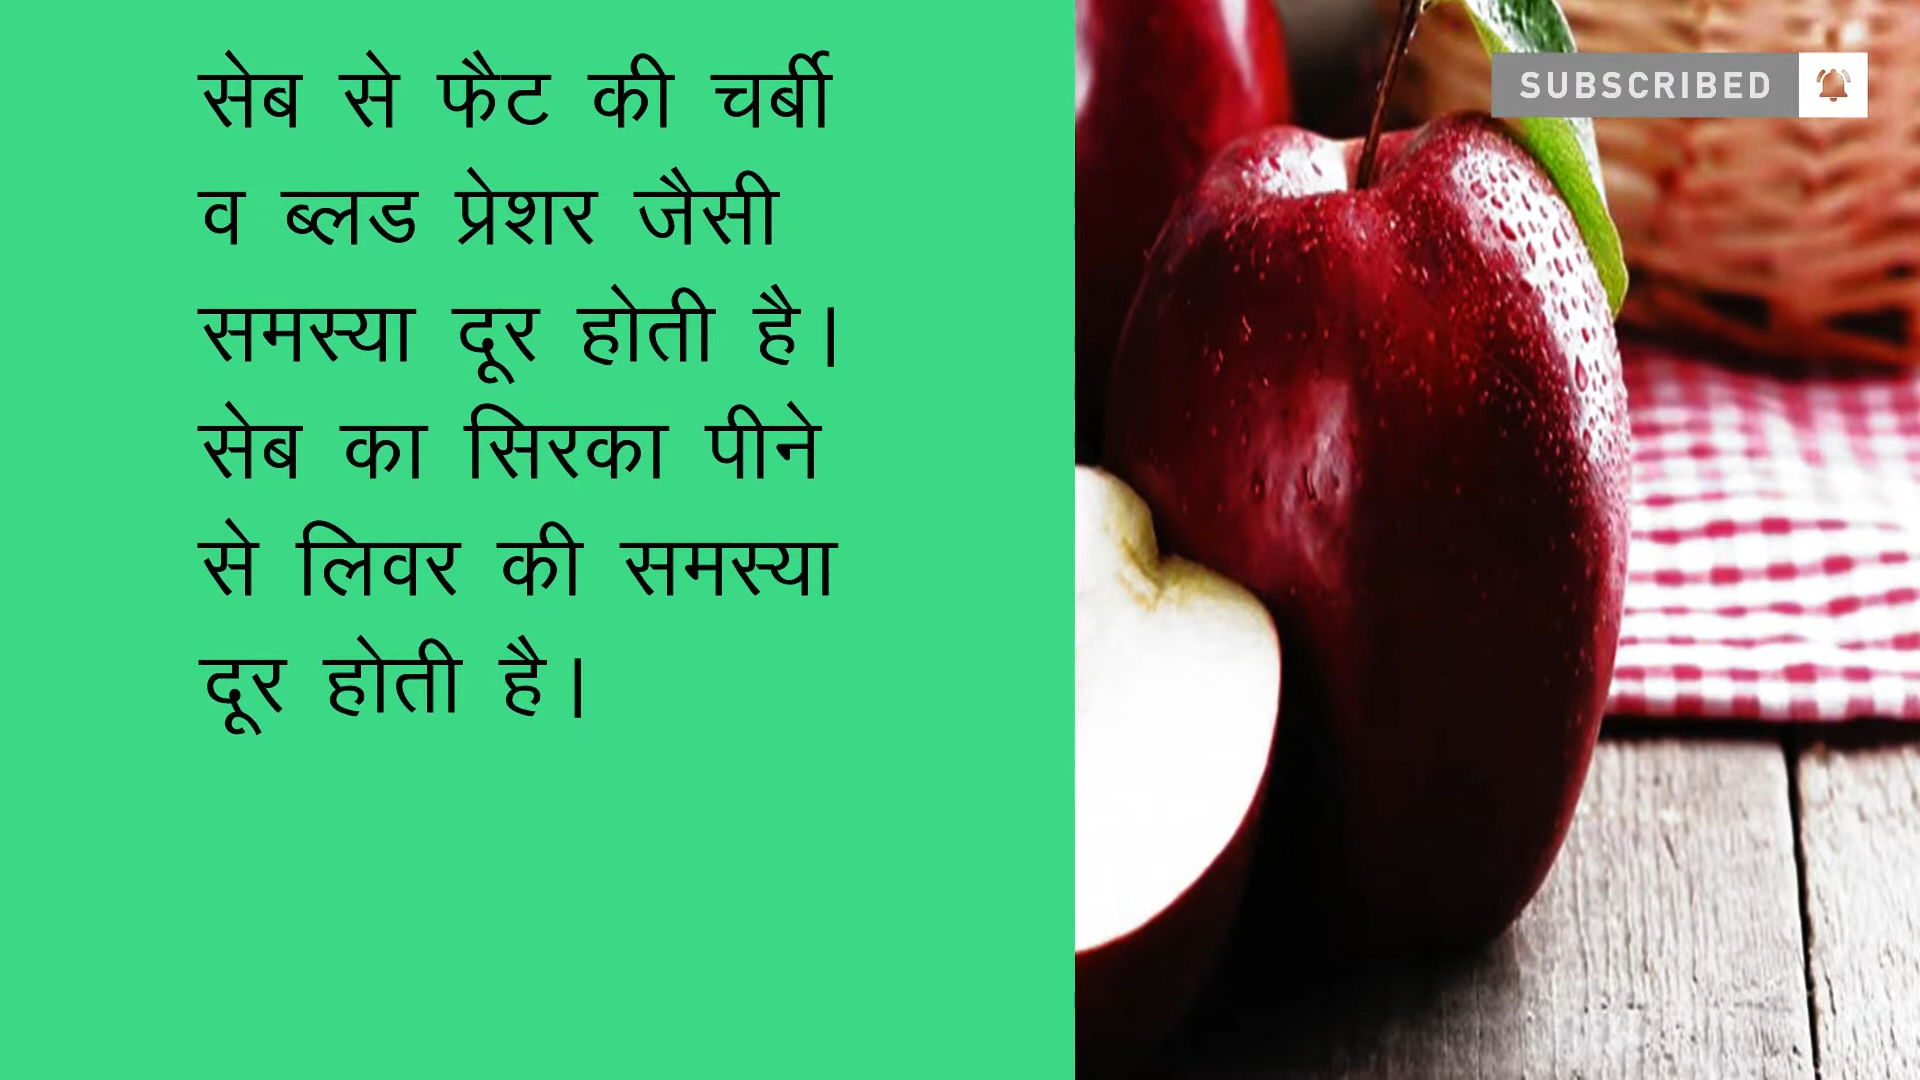 सेब से फैट की चर्बी
व ब्लड प्रेशर जैसी
समस्या दूर होती है।
सेब का सिरका पीने
से लिवर की समस्या
दूर होती है।
SUBSCRIBED